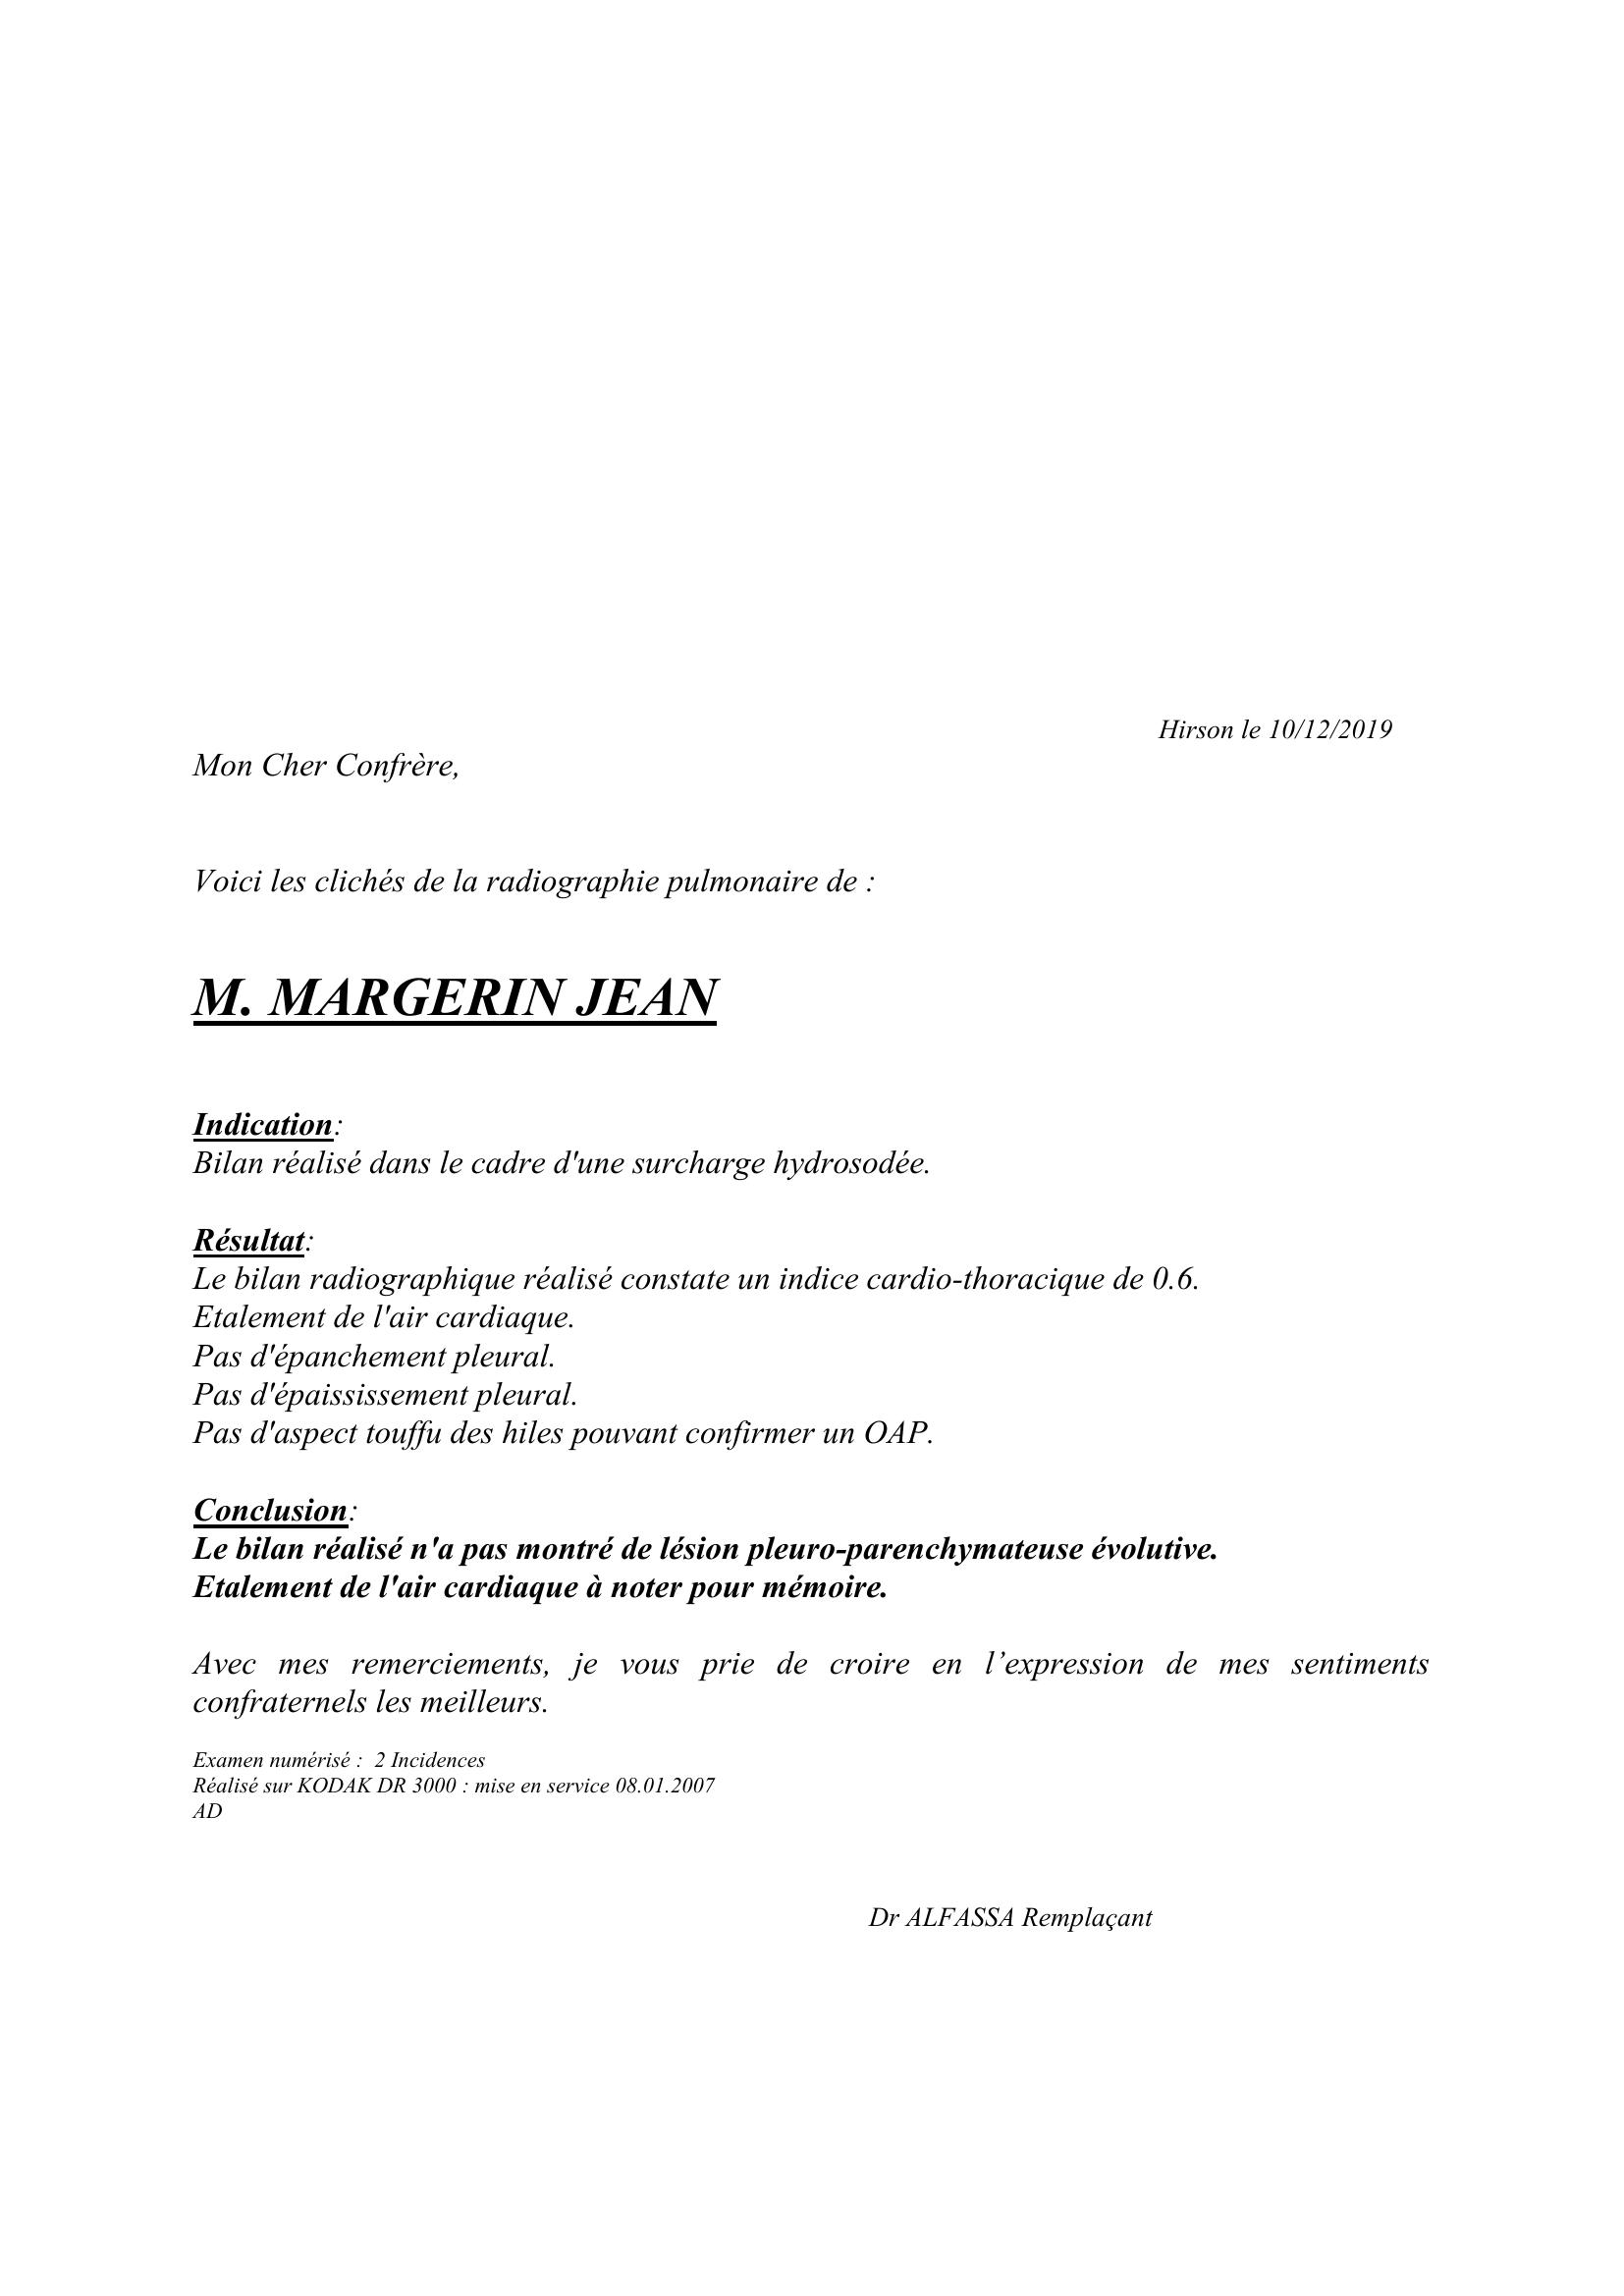 Hirson le 10/12/2019
Mon Cher Confrère,
Voici les clichés de la radiographie pulmonaire de :
M. MARGERIN JEAN
Indication:
Bilan réalisé dans le cadre d'une surcharge hydrosodée.
Résultat:
Le bilan radiographique réalisé constate un indice cardio-thoracique de 0.6.
Etalement de l'air cardiaque.
Pas d'épanchement pleural.
Pas d'épaississement pleural.
Pas d'aspect touffu des hiles pouvant confirmer un OAP.
Conclusion:
Le bilan réalisé n'a pas montré de lésion pleuro-parenchymateuse évolutive.
Etalement de l'air cardiaque à noter pour mémoire.
Avec mes remerciements, je vous prie de croire en l’expression de mes sentiments
confraternels les meilleurs.
Examen numérisé : 2 Incidences
Réalisé sur KODAK DR 3000 : mise en service 08.01.2007
AD
Dr ALFASSA Remplaçant